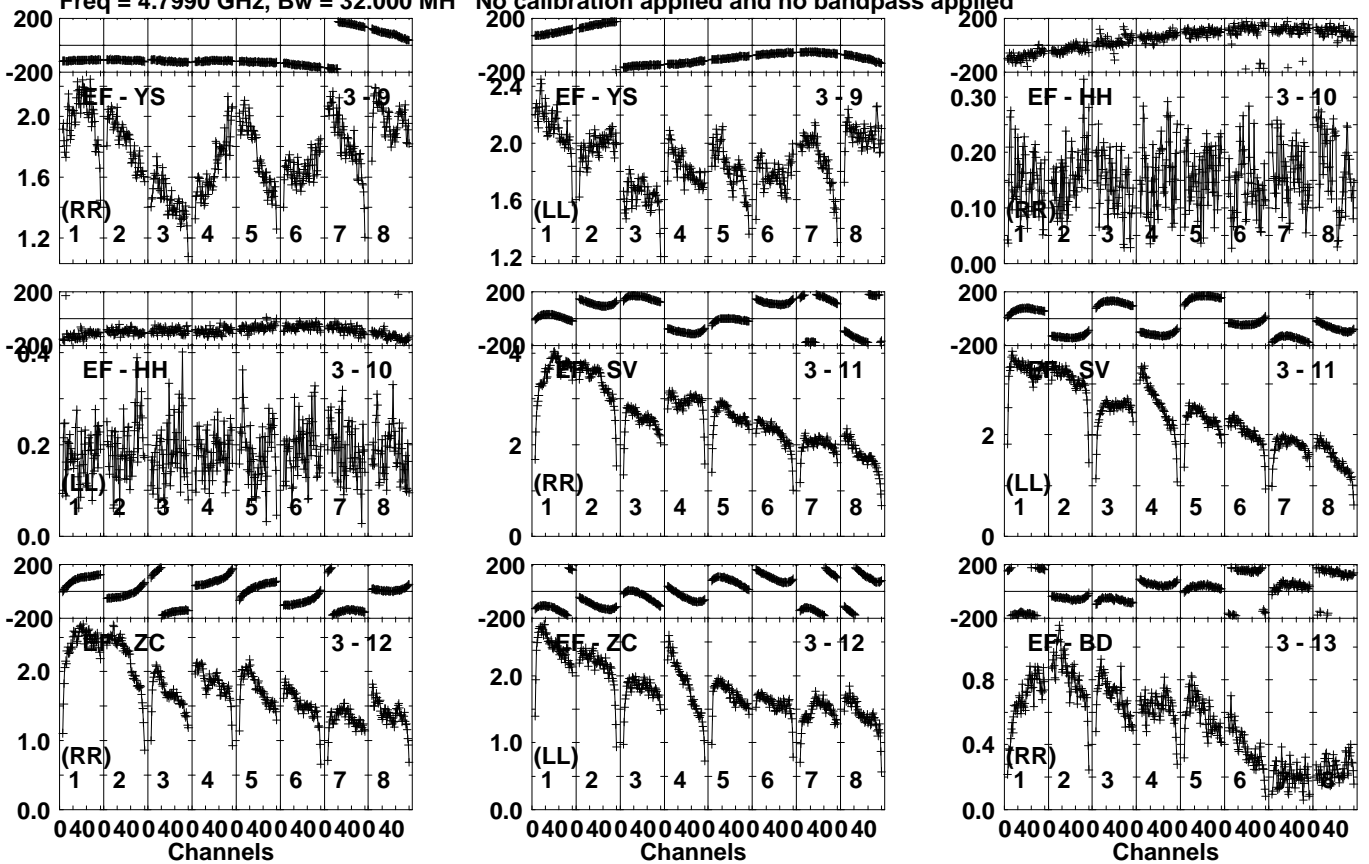 Freq = 4.7990 GHz, Bw = 32.000 MH No calibration applied and no bandpass applied
200 200 200
-200 -200 -200
EF - YS 3 - 9 EF - YS 3 - 9 EF - HH 3 - 10
2.0 2.4 0.30
1.6 2.0 0.20
1.2 1.6 0.10
1.2 0.00
(RR) (LL) (RR)
1 2 3 4 5 6 7 8 1 2 3 4 5 6 7 8 1 2 3 4 5 6 7 8
200 200 200
-200 -200 -200
EF - HH 3 - 10 EF - SV 3 - 11 EF - SV 3 - 11
0.4 4
0.2 2 2
0.0 0 0
(LL) (RR) (LL)
1 2 3 4 5 6 7 8 1 2 3 4 5 6 7 8 1 2 3 4 5 6 7 8
200 200 200
-200 -200 -200
EF - ZC 3 - 12 EF - ZC 3 - 12 EF - BD 3 - 13
2.0 2.0 0.8
1.0 1.0 0.4
0.0 0.0 0.0
(RR) (LL) (RR)
1 2 3 4 5 6 7 8 1 2 3 4 5 6 7 8 1 2 3 4 5 6 7 8
0 40 0 40 0 40 0 40 0 40 0 40 0 40 0 40 0 40 0 40 0 40 0 40 0 40 0 40 0 40 0 40 0 40 0 40 0 40 0 40 0 40 0 40 0 40 0 40
Channels Channels Channels